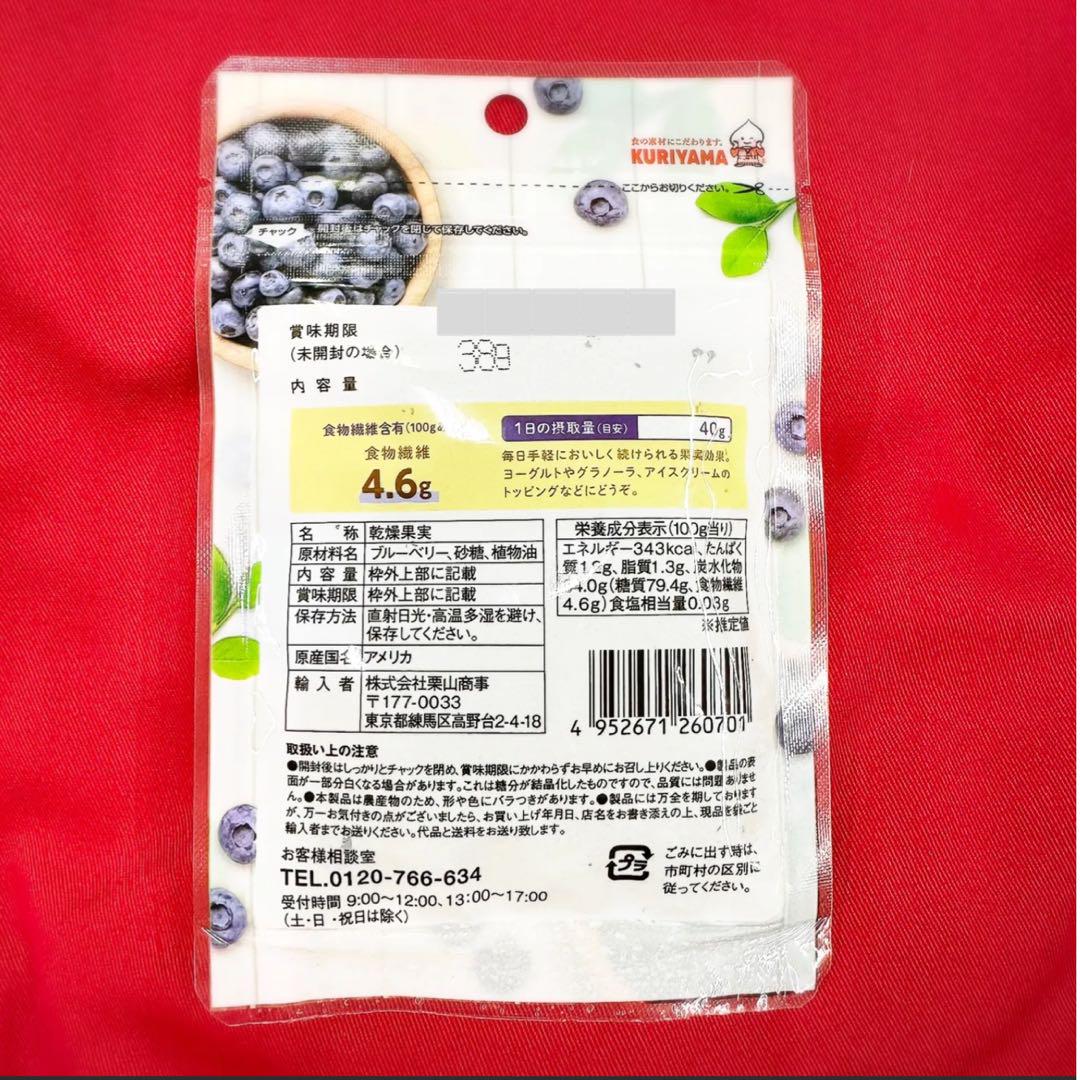 食の素材にこだわります。
KURIYAMA
ここからお切りください。
チャック
開封後はチャックを閉じて保存してください。
賞味期限
(未開封の場合)
38g
内容量
食物繊維含有(100g
食物繊維
4.6g
1日の摂取量(目安) 40g
毎日手軽においしく続けられる果実効果。
ヨーグルトやグラノーラ、アイスクリームの
トッピングなどにどうぞ。
名称 乾燥果実
原材料名 ブルーベリー、砂糖、植物油
内容量 枠外上部に記載
賞味期限 枠外上部に記載
保存方法 直射日光・高温多湿を避け、
保存してください。
原産国名 アメリカ
輸入者 株式会社栗山商事
〒177-0033
東京都練馬区高野台2-4-18
栄養成分表示(100g当り)
エネルギー343kcal、たんぱく
質1.2g、脂質1.3g、炭水化物
4.0g(糖質79.4g、食物繊維
4.6g)食塩相当量0.03g
※推定値
4 952671 260701
取扱い上の注意
●開封後はしっかりとチャックを閉め、賞味期限にかかわらずお早めにお召し上りください。●製品の表
面が一部分白くなる場合があります。これは糖分が結晶化したものですので、品質には問題ありませ
ん。●本製品は農産物のため、形や色にバラつきがあります。●製品には万全を期しておりますが
が、万一お気付きの点がございましたら、お買い上げ年月日、店名をお書き添えの上、現品を袋ごと
輸入者までお送りください。代品と送料をお送り致します。
お客様相談室
TEL.0120-766-634
受付時間 9:00〜12:00、13:00〜17:00
(土・日・祝日は除く)
プラ
ごみに出す時は、
市町村の区別に
従ってください。